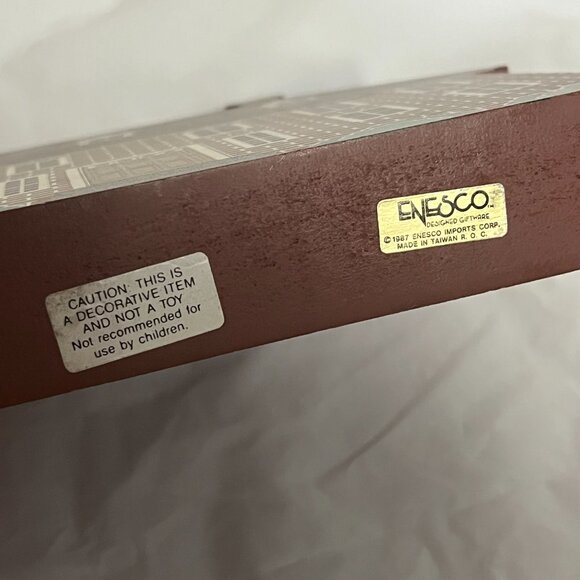 CAUTION: THIS IS
A DECORATIVE ITEM
AND NOT A TOY
Not recommended for
use by children.
ENESCO™
DESIGNED GIFTWARE
©1987 ENESCO IMPORTS CORP.
MADE IN TAIWAN R.O.C.